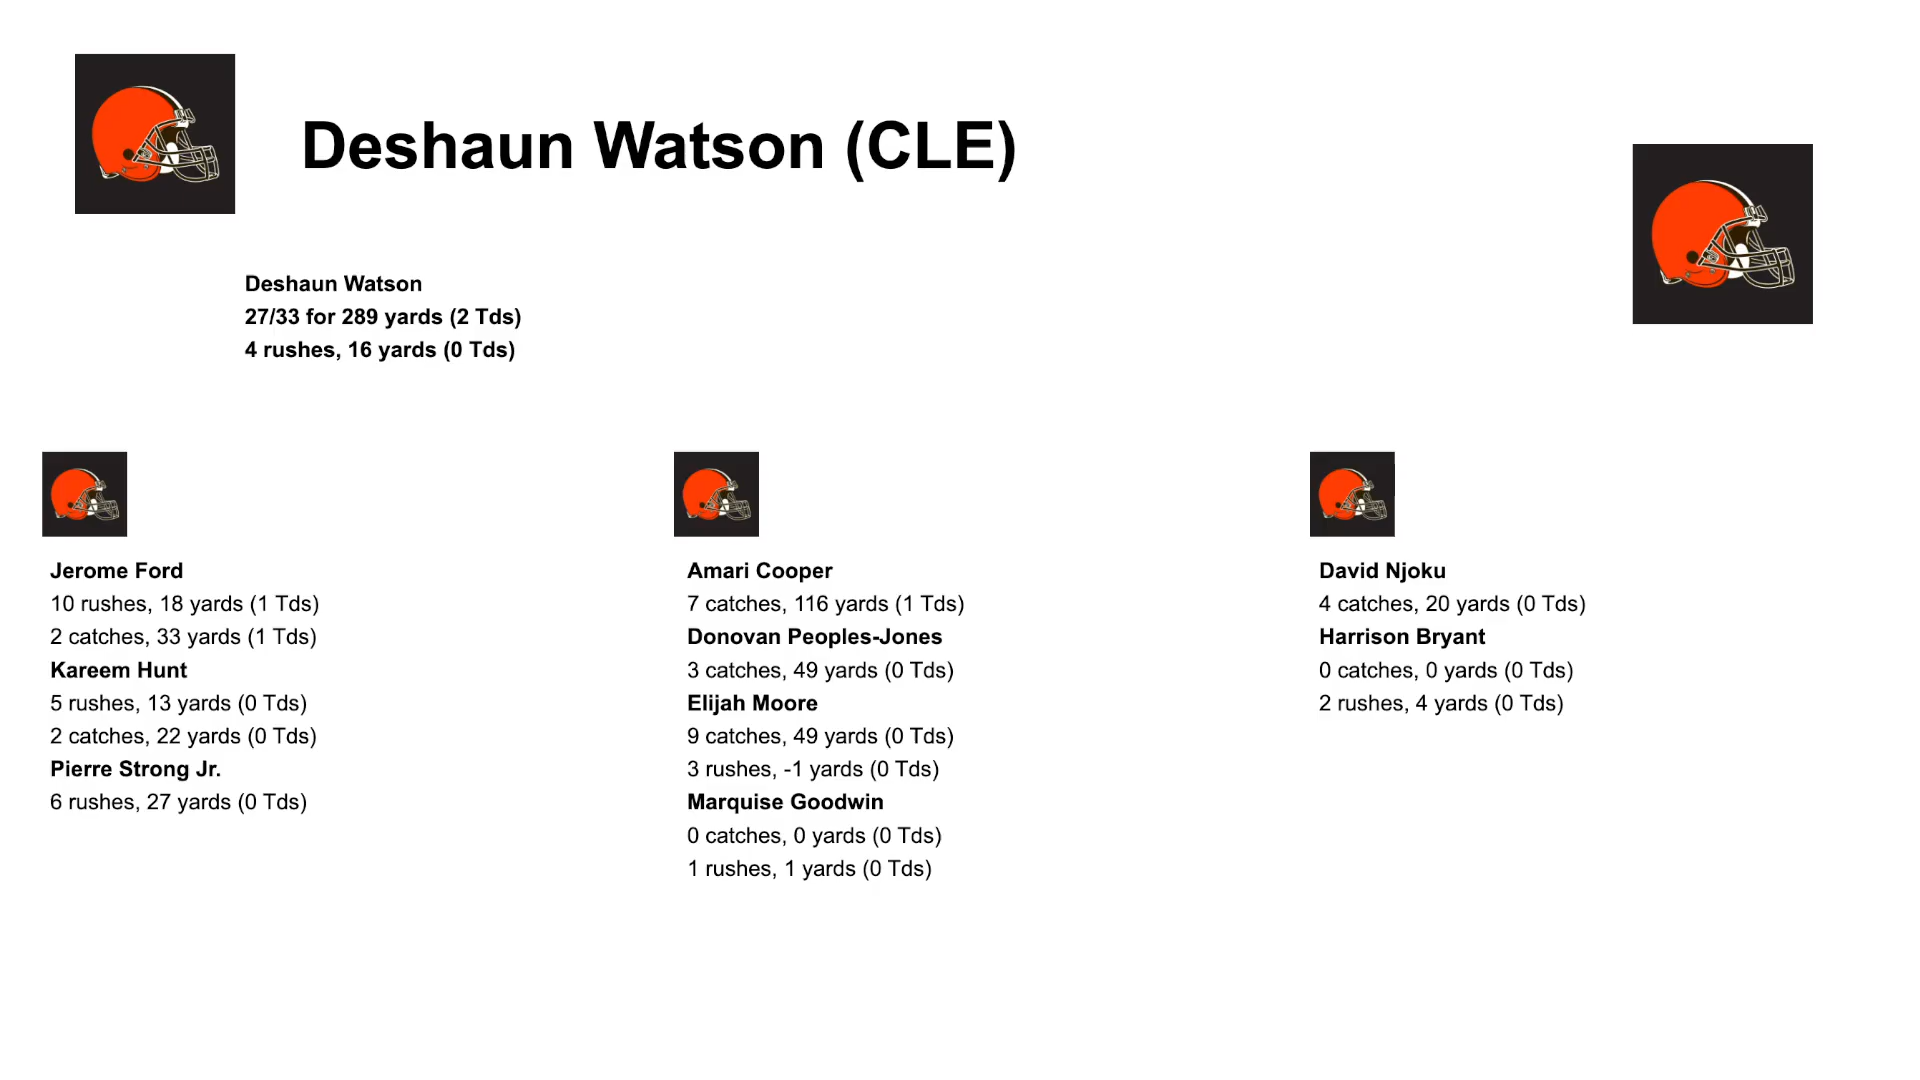 Deshaun Watson (CLE)
Deshaun Watson
27/33 for 289 yards (2 Tds)
4 rushes, 16 yards (0 Tds)
Jerome Ford
10 rushes, 18 yards (1 Tds)
2 catches, 33 yards (1 Tds)
Kareem Hunt
5 rushes, 13 yards (0 Tds)
2 catches, 22 yards (0 Tds)
Pierre Strong Jr.
6 rushes, 27 yards (0 Tds)
Amari Cooper
7 catches, 116 yards (1 Tds)
Donovan Peoples-Jones
3 catches, 49 yards (0 Tds)
Elijah Moore
9 catches, 49 yards (0 Tds)
3 rushes, -1 yards (0 Tds)
Marquise Goodwin
0 catches, 0 yards (0 Tds)
1 rushes, 1 yards (0 Tds)
David Njoku
4 catches, 20 yards (0 Tds)
Harrison Bryant
0 catches, 0 yards (0 Tds)
2 rushes, 4 yards (0 Tds)